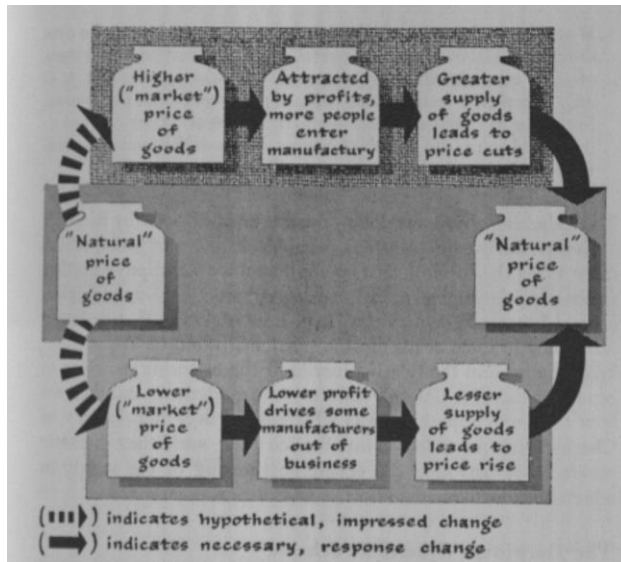 Higher
("market")
price
of
goods
Attracted
by profits,
more people
enter
manufactury
Greater
supply
of goods
leads to
price cuts
"Natural"
price
of
goods
"Natural"
price
of
goods
Lower
("market")
price
of
goods
Lower profit
drives some
manufacturers
out of
business
Lesser
supply
of goods
leads to
price rise
( ) indicates hypothetical, impressed change
( ) indicates necessary, response change